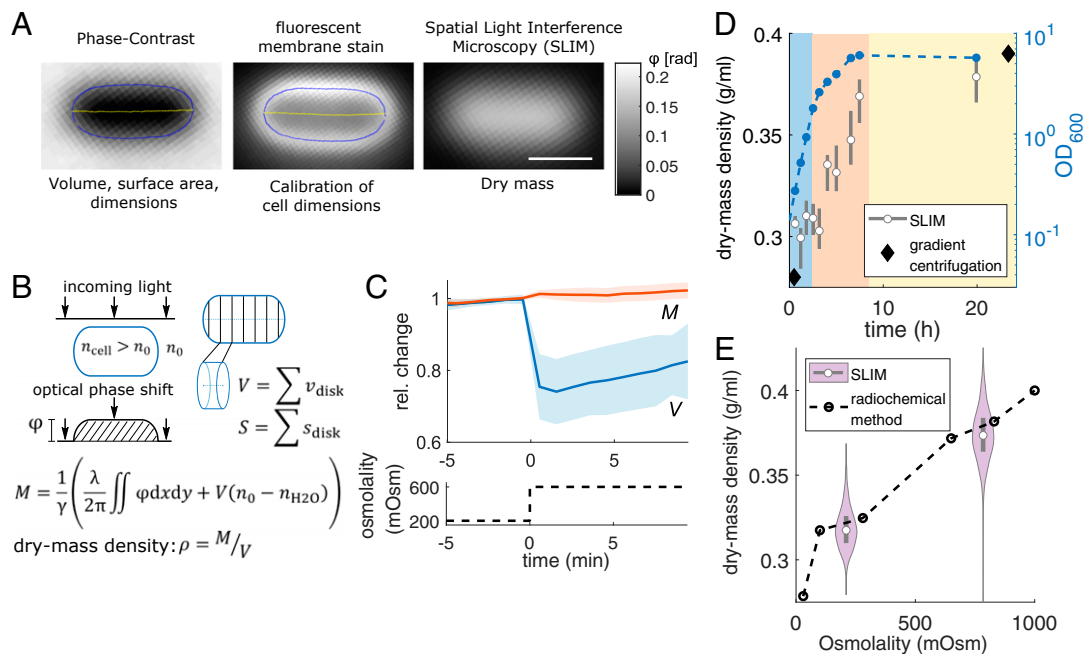 A
Phase-Contrast
fluorescent
membrane stain
Spatial Light Interference
Microscopy (SLIM)
φ [rad]
0.2
0.15
0.1
0.05
0
Volume, surface area,
dimensions
Calibration of
cell dimensions
Dry mass
B
incoming light
n_cell > n_0
n_0
optical phase shift
φ
V = ∑ v_disk
S = ∑ s_disk
M = 1/γ ( λ/2π ∬ φdxdy + V(n_0 − n_H2O) )
dry-mass density: ρ = M/V
C
rel. change
1
0.8
0.6
M
V
-5
0
5
osmolality
(mOsm)
600
200
-5
0
5
time (min)
D
dry-mass density (g/ml)
0.4
0.35
0.3
10^1
10^0
10^-1
OD_600
SLIM
gradient
centrifugation
0
10
20
time (h)
E
dry-mass density (g/ml)
0.4
0.35
0.3
SLIM
radiochemical
method
0
500
1000
Osmolality (mOsm)